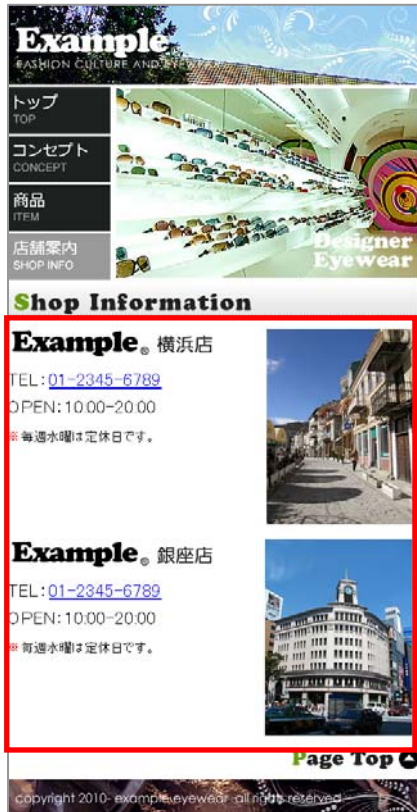 Example
FASHION CULTURE AND EYEWEAR
トップ
TOP
コンセプト
CONCEPT
商品
ITEM
店舗案内
SHOP INFO
Designer
Eyewear
Shop Information
Example® 横浜店
TEL:01-2345-6789
OPEN:10:00-20:00
※毎週水曜は定休日です。
Example® 銀座店
TEL:01-2345-6789
OPEN:10:00-20:00
※毎週水曜は定休日です。
Page Top
copyright 2010- example eyewear all rights reserved